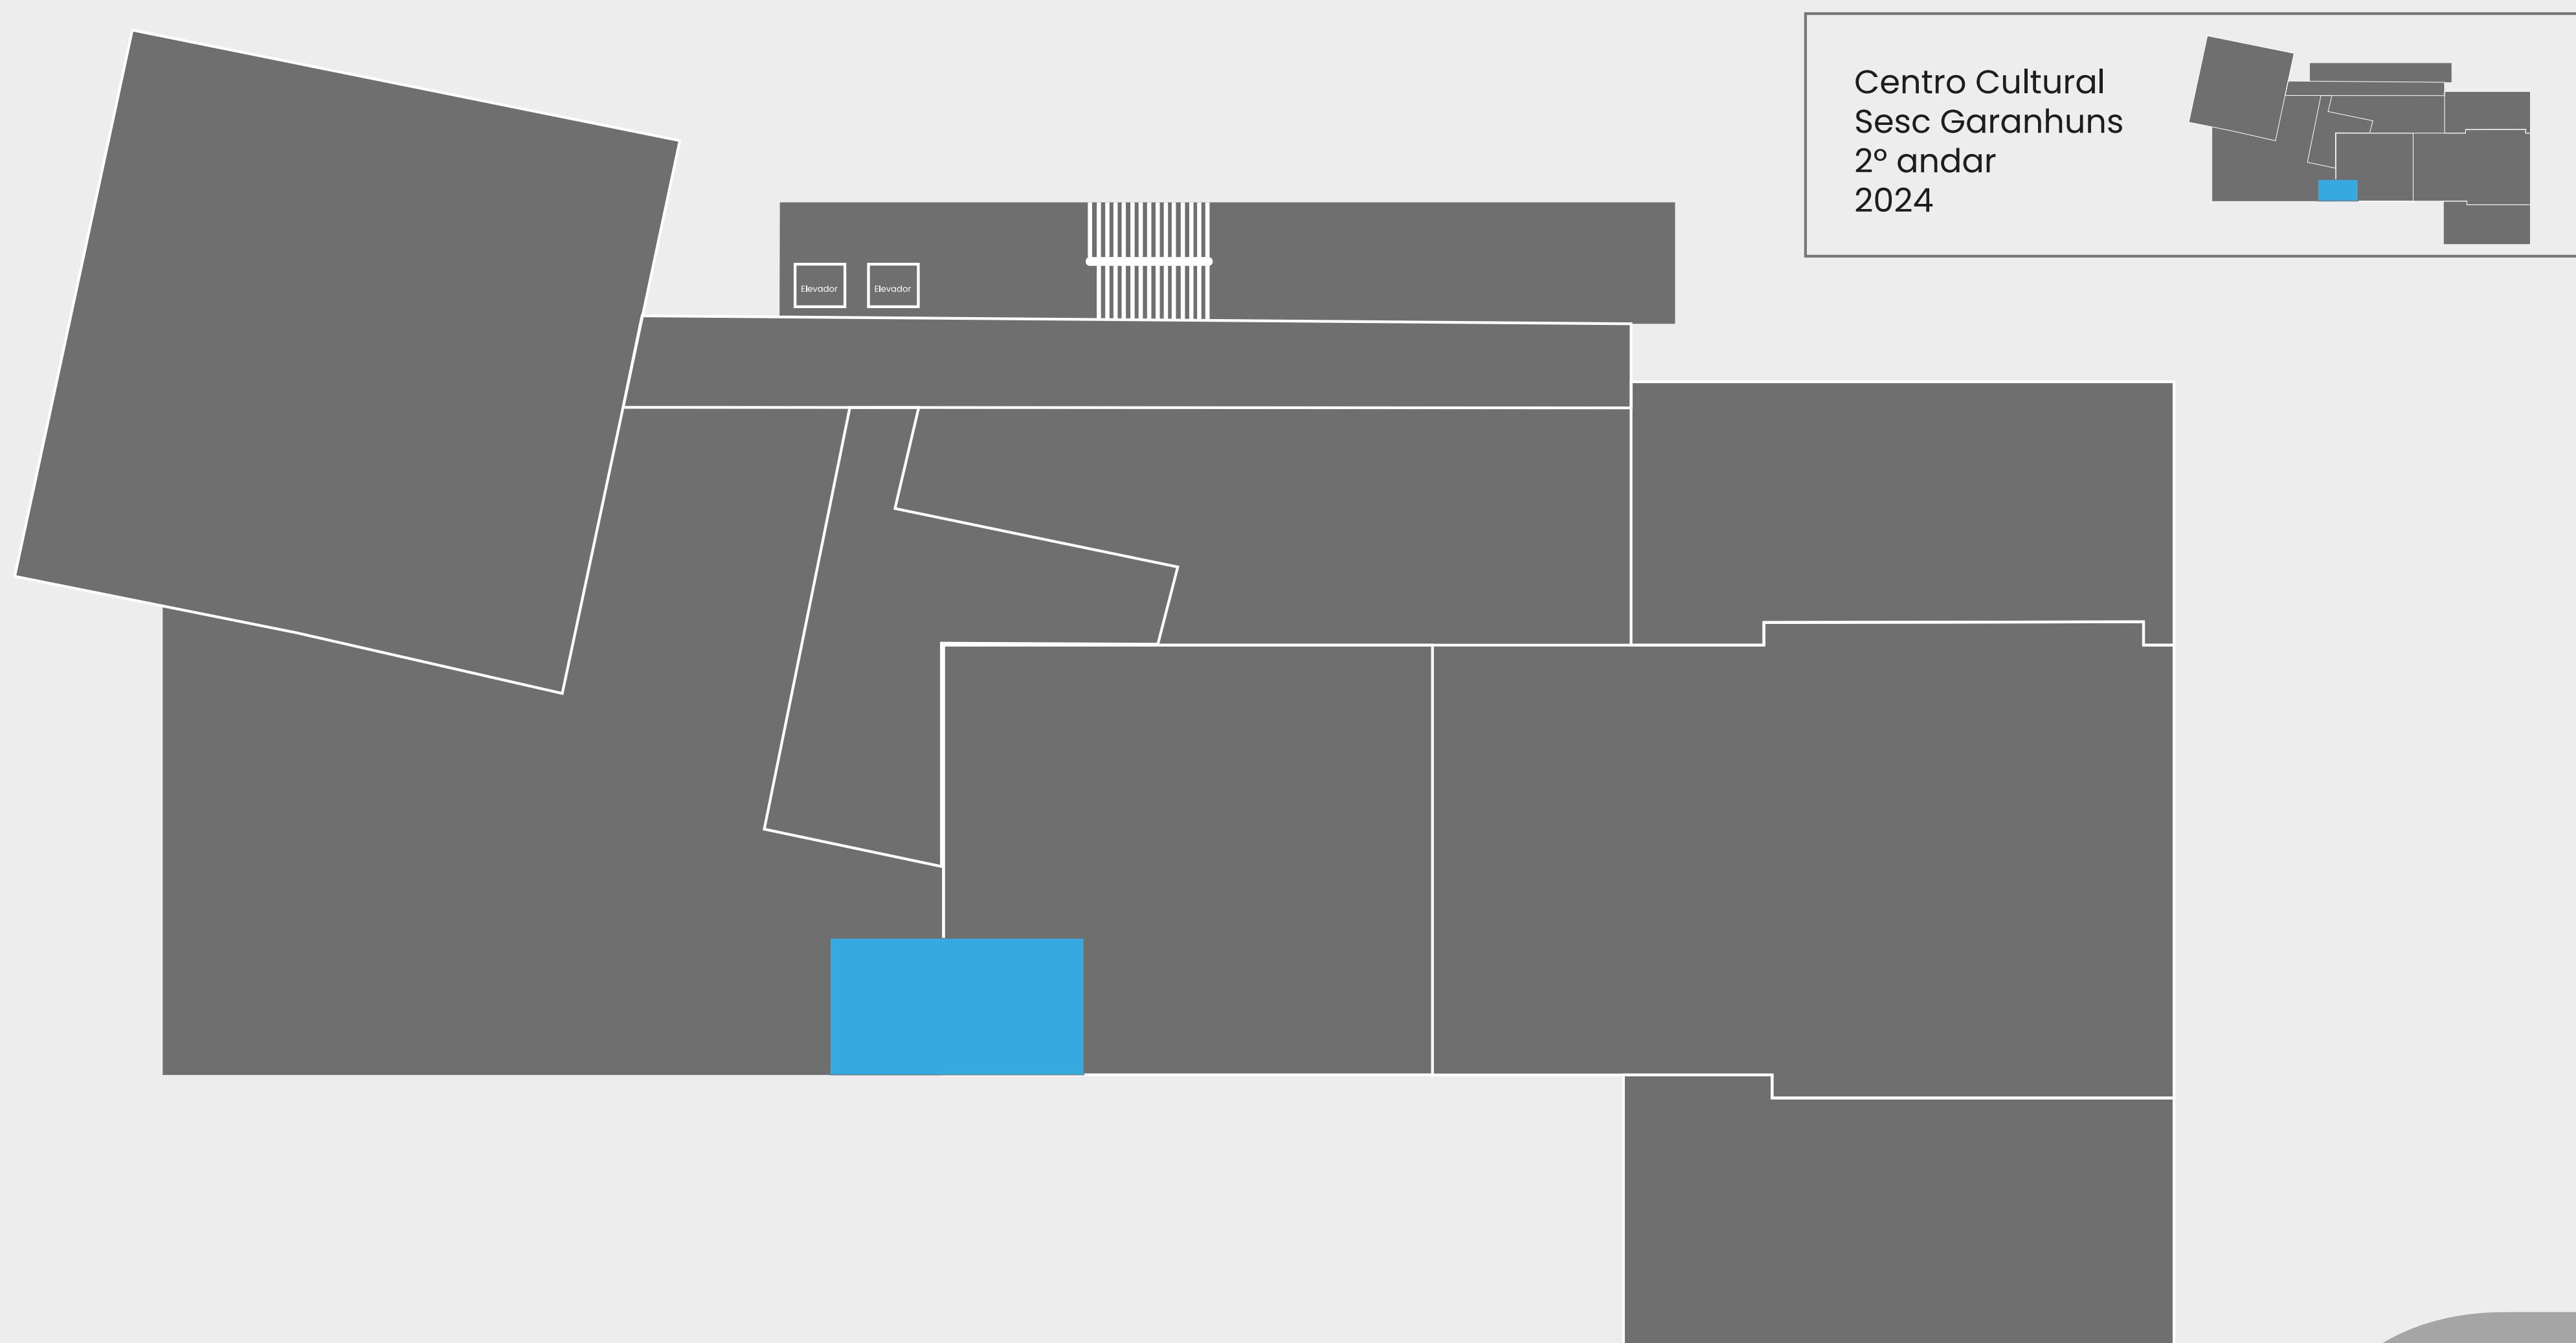 Centro Cultural
Sesc Garanhuns
2º andar
2024
Elevador
Elevador